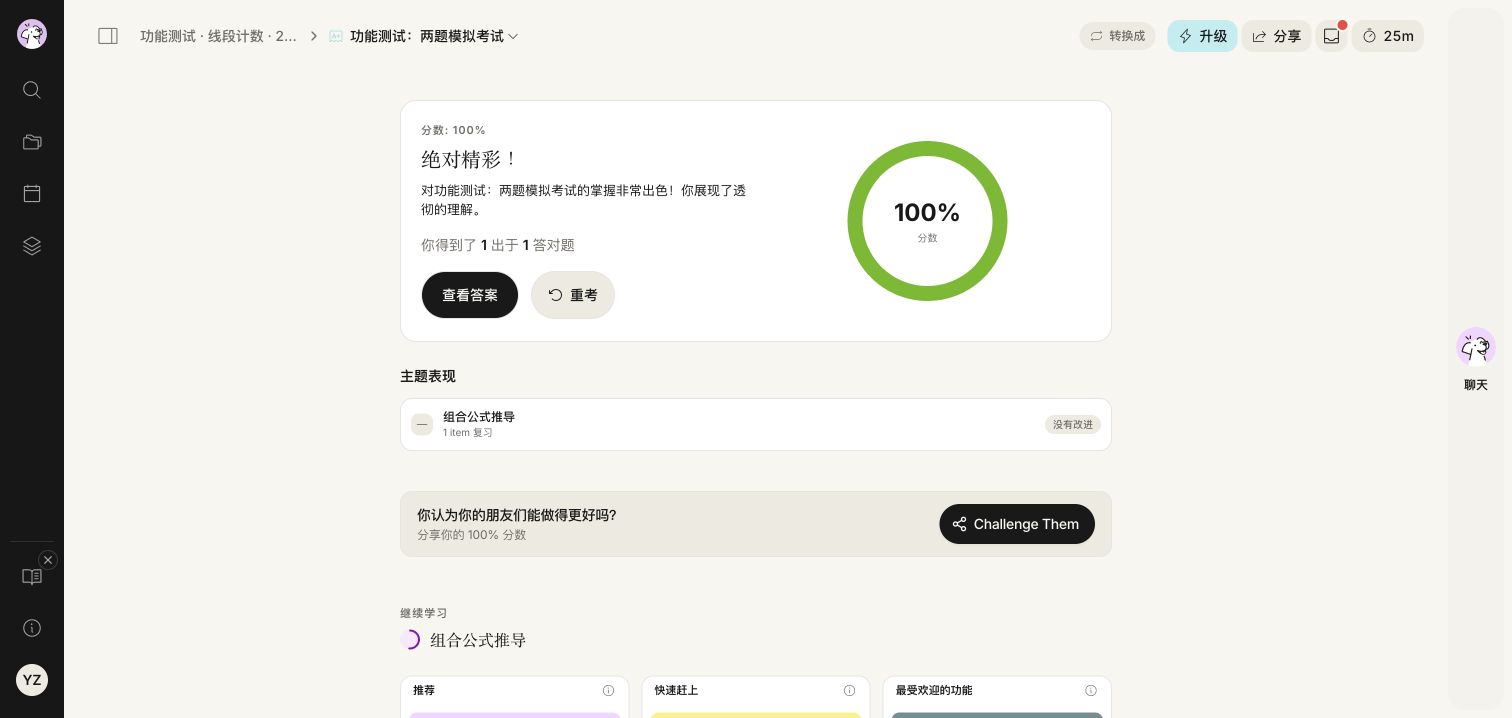 功能测试 · 线段计数 · 2...
功能测试：两题模拟考试
转换成
升级
分享
25m
分数: 100%
绝对精彩！
对功能测试：两题模拟考试的掌握非常出色！你展现了透
彻的理解。
你得到了 1 出于 1 答对题
查看答案
重考
100%
分数
主题表现
组合公式推导
1 item 复习
没有改进
你认为你的朋友们能做得更好吗?
分享你的 100% 分数
Challenge Them
继续学习
组合公式推导
推荐
快速赶上
最受欢迎的功能
聊天
YZ